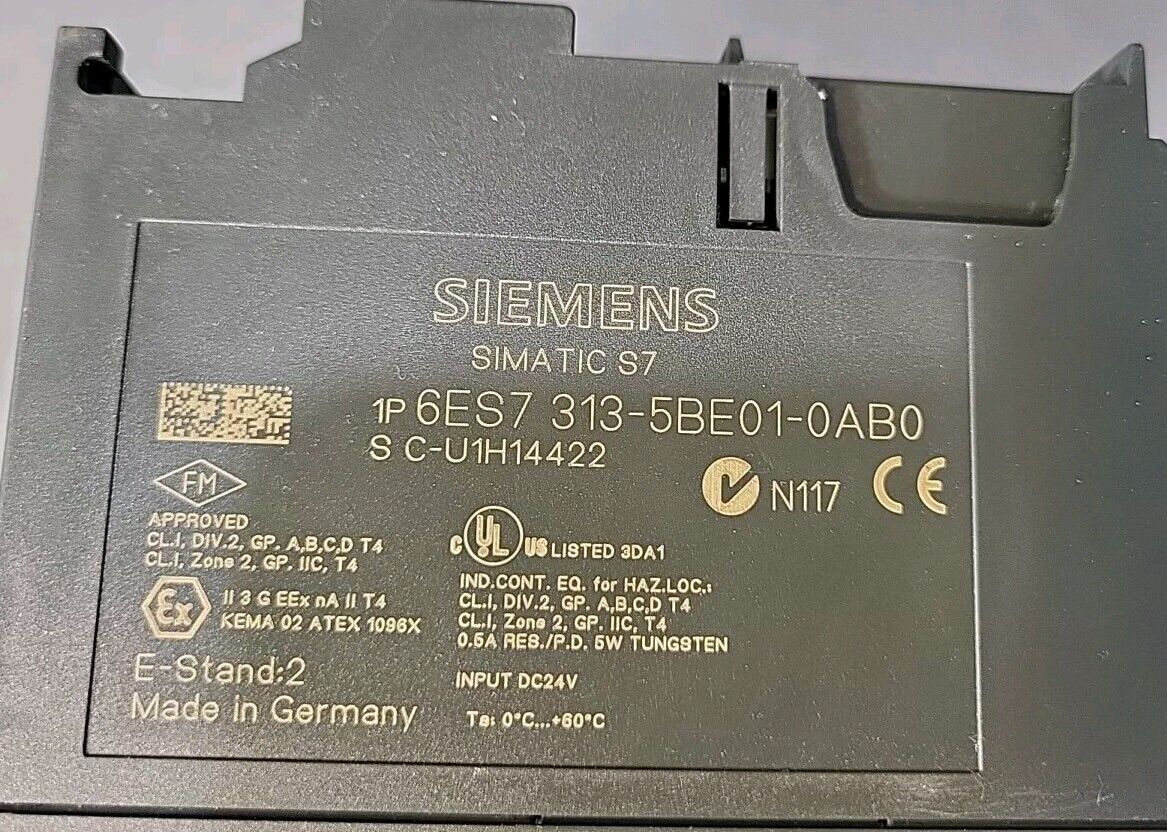 SIEMENS
SIMATIC S7
1P 6ES7 313-5BE01-0AB0
S C-U1H14422
N117 CE
FM
APPROVED
CL.I, DIV.2, GP. A,B,C,D T4
CL.I, Zone 2, GP. IIC, T4
Ex II 3 G EEx nA II T4
KEMA 02 ATEX 1096X
E-Stand:2
Made in Germany
C UL US LISTED 3DA1
IND.CONT. EQ. for HAZ.LOC.:
CL.I, DIV.2, GP. A,B,C,D T4
CL.I, Zone 2, GP. IIC, T4
0.5A RES./P.D. 5W TUNGSTEN
INPUT DC24V
Ta: 0°C...+60°C